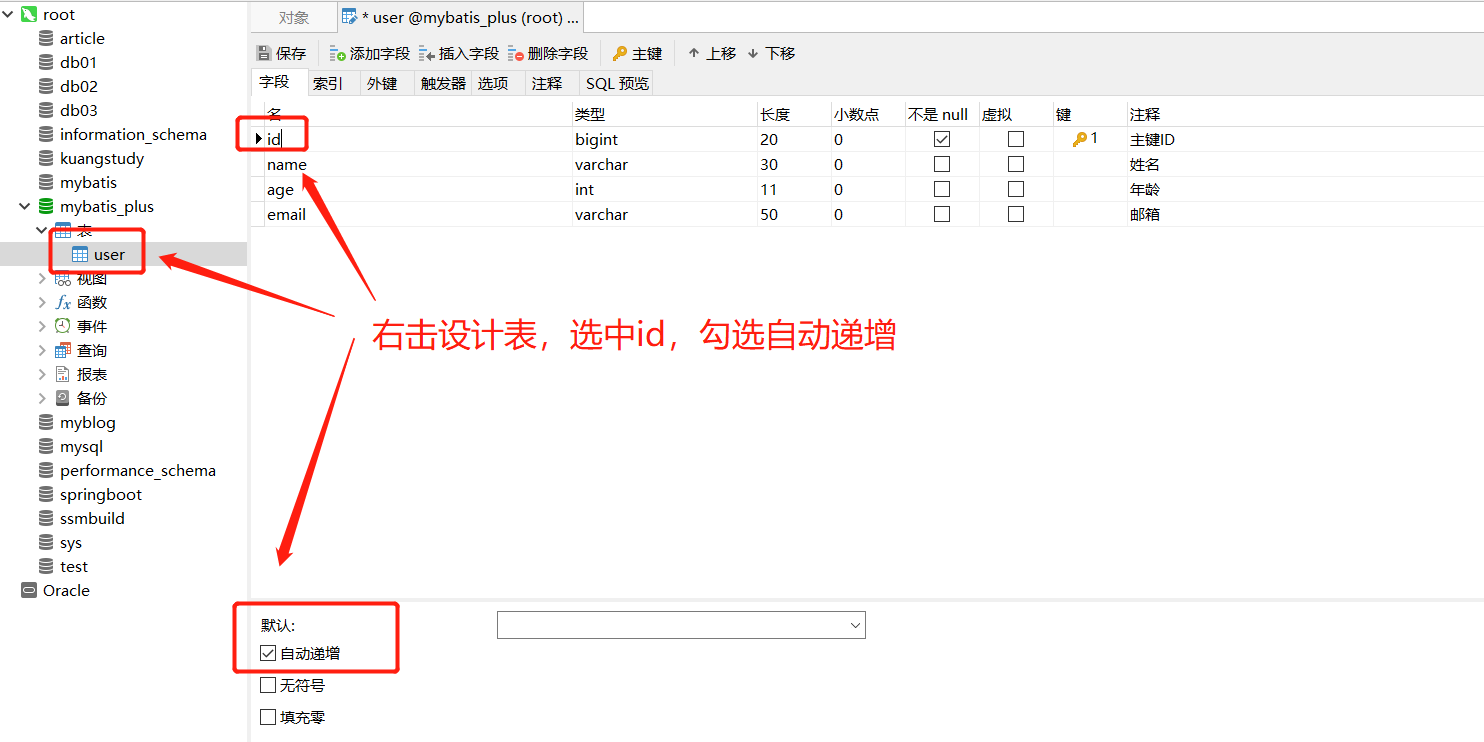 root
article
db01
db02
db03
information_schema
kuangstudy
mybatis
mybatis_plus
表
user
视图
fx 函数
事件
查询
报表
备份
myblog
mysql
performance_schema
springboot
ssmbuild
sys
test
Oracle
对象 * user @mybatis_plus (root) ...
保存 添加字段 插入字段 删除字段 主键 上移 下移
字段 索引 外键 触发器 选项 注释 SQL 预览
名 类型 长度 小数点 不是 null 虚拟 键 注释
id bigint 20 0 1 主键ID
name varchar 30 0 姓名
age int 11 0 年龄
email varchar 50 0 邮箱
右击设计表，选中id，勾选自动递增
默认:
自动递增
无符号
填充零